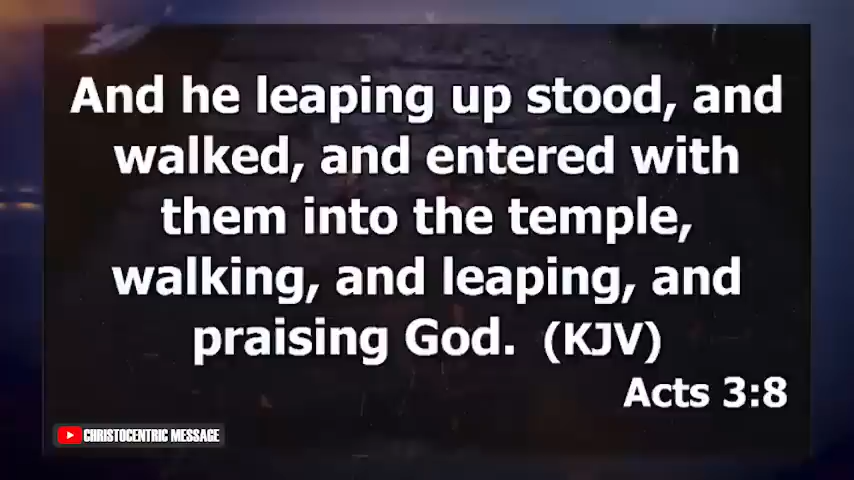 And he leaping up stood, and
walked, and entered with
them into the temple,
walking, and leaping, and
praising God. (KJV)
Acts 3:8
CHRISTOCENTRIC MESSAGE